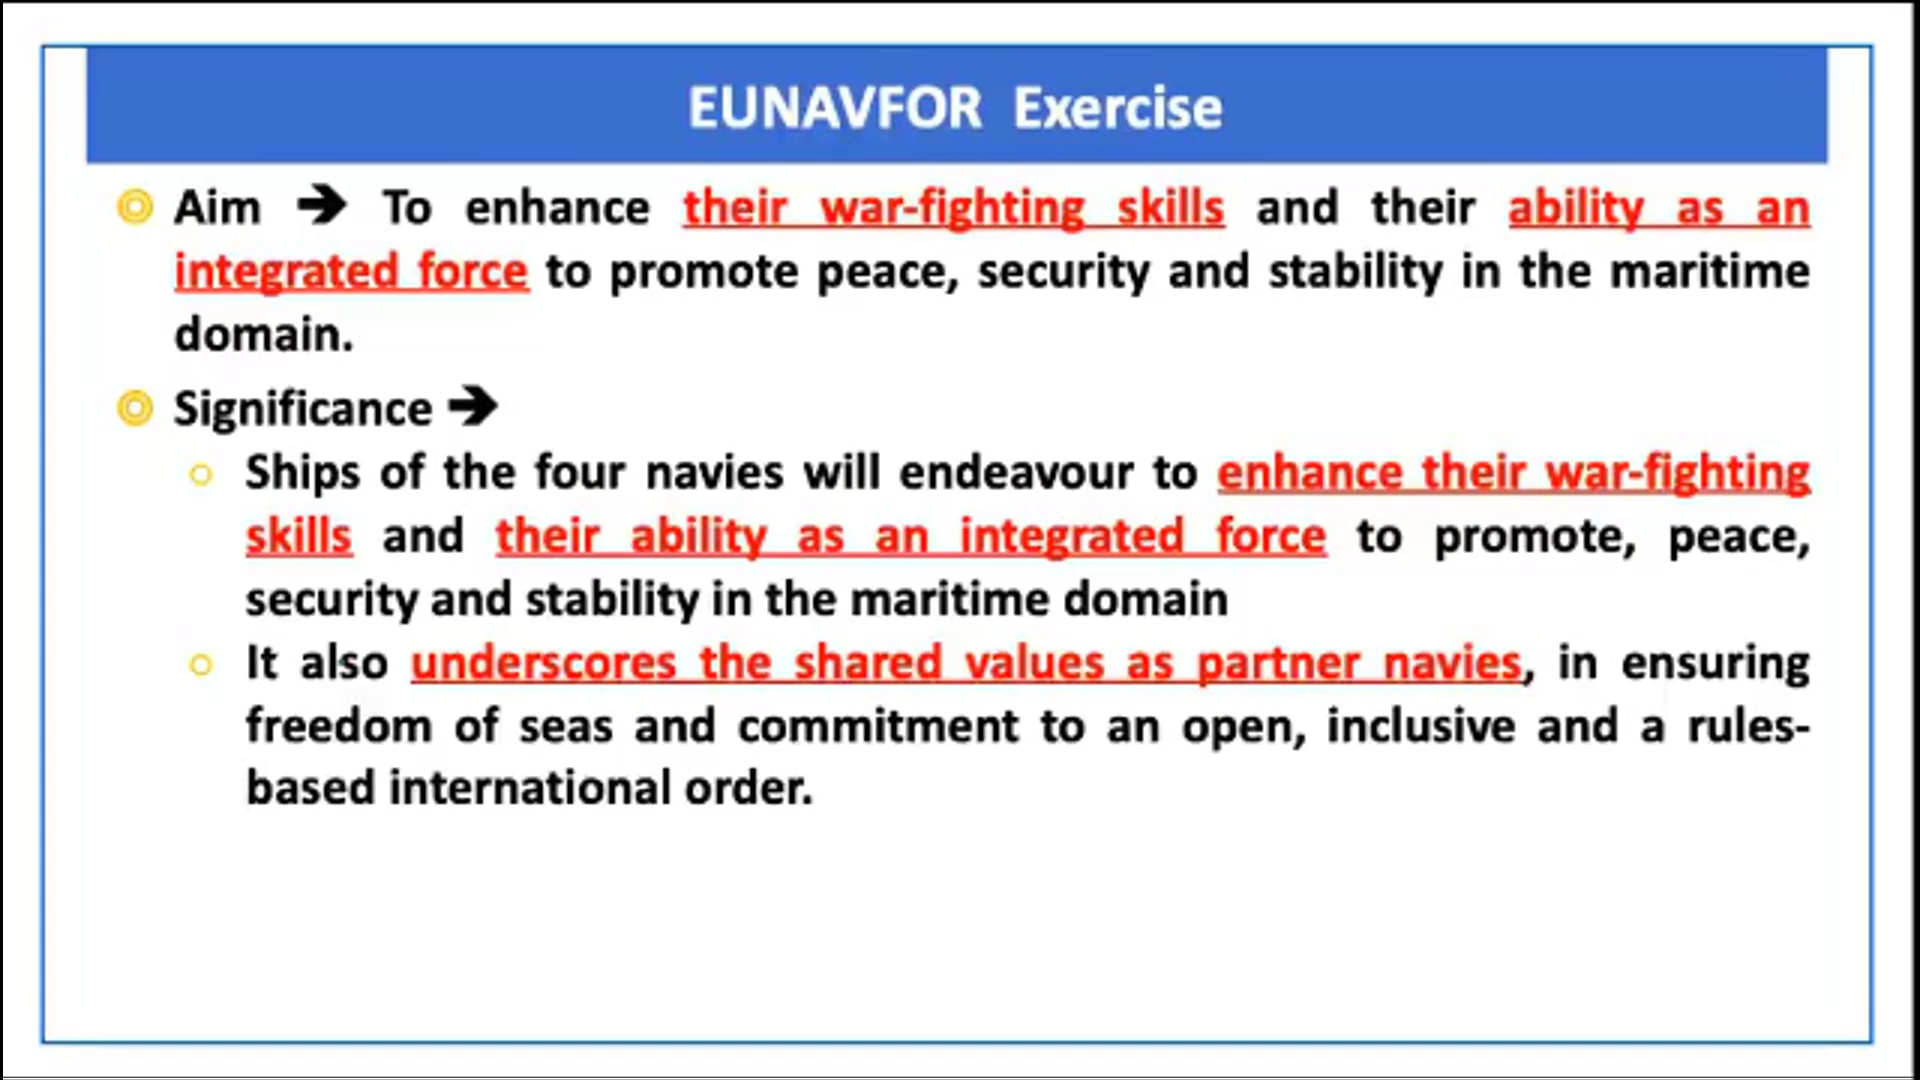 EUNAVFOR Exercise
Aim ➔ To enhance their war-fighting skills and their ability as an
integrated force to promote peace, security and stability in the maritime
domain.
Significance ➔
Ships of the four navies will endeavour to enhance their war-fighting
skills and their ability as an integrated force to promote, peace,
security and stability in the maritime domain
It also underscores the shared values as partner navies, in ensuring
freedom of seas and commitment to an open, inclusive and a rules-
based international order.